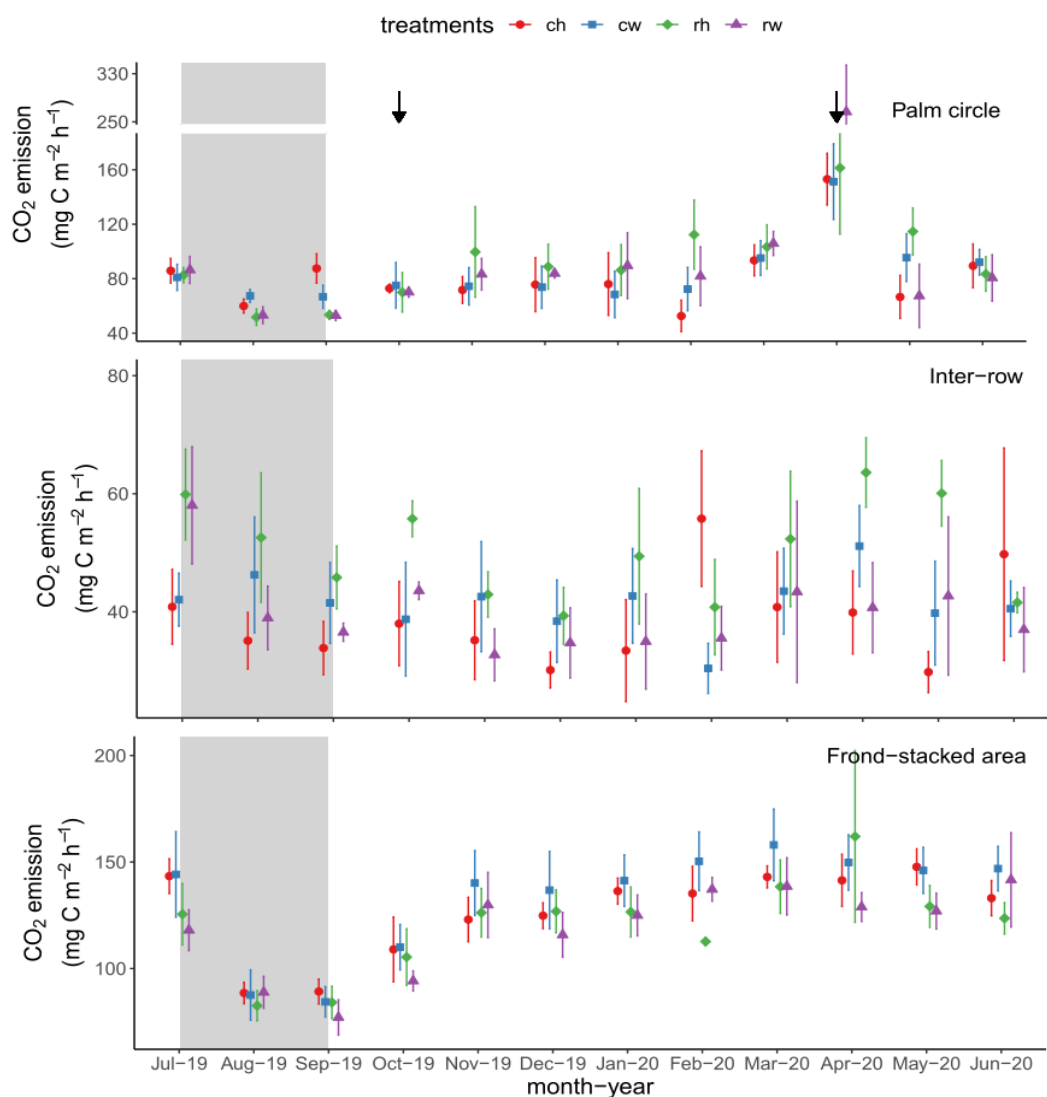 treatments ch cw rh rw
Palm circle
CO₂ emission
(mg C m⁻² h⁻¹)
330
250
160
120
80
40
Inter−row
CO₂ emission
(mg C m⁻² h⁻¹)
80
60
40
Frond−stacked area
CO₂ emission
(mg C m⁻² h⁻¹)
200
150
100
Jul−19 Aug−19 Sep−19 Oct−19 Nov−19 Dec−19 Jan−20 Feb−20 Mar−20 Apr−20 May−20 Jun−20
month−year